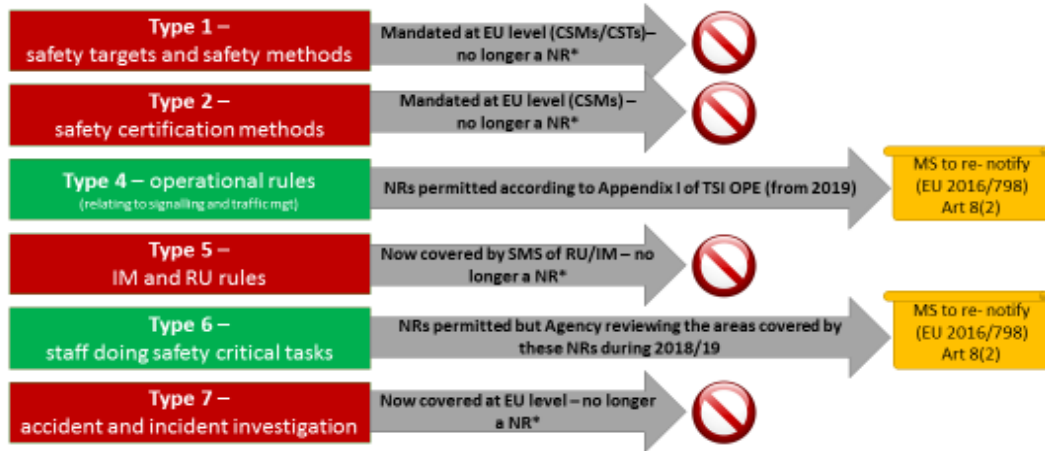 Type 1 –
safety targets and safety methods
Mandated at EU level (CSMs/CSTs)–
no longer a NR*
Type 2 –
safety certification methods
Mandated at EU level (CSMs) –
no longer a NR*
Type 4 – operational rules
(relating to signalling and traffic mgt)
NRs permitted according to Appendix I of TSI OPE (from 2019)
MS to re- notify
(EU 2016/798)
Art 8(2)
Type 5 –
IM and RU rules
Now covered by SMS of RU/IM – no
longer a NR*
Type 6 –
staff doing safety critical tasks
NRs permitted but Agency reviewing the areas covered by
these NRs during 2018/19
MS to re- notify
(EU 2016/798)
Art 8(2)
Type 7 –
accident and incident investigation
Now covered at EU level – no longer
a NR*